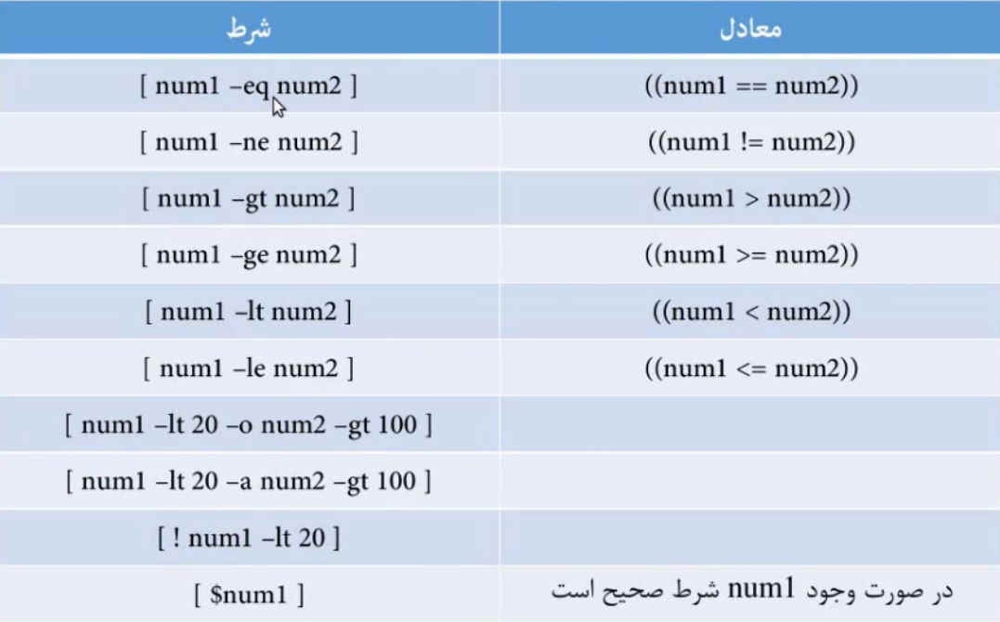 شرط
معادل
[ num1 –eq num2 ]
((num1 == num2))
[ num1 –ne num2 ]
((num1 != num2))
[ num1 –gt num2 ]
((num1 > num2))
[ num1 –ge num2 ]
((num1 >= num2))
[ num1 –lt num2 ]
((num1 < num2))
[ num1 –le num2 ]
((num1 <= num2))
[ num1 –lt 20 –o num2 –gt 100 ]
[ num1 –lt 20 –a num2 –gt 100 ]
[ ! num1 –lt 20 ]
[ $num1 ]
در صورت وجود num1 شرط صحیح است